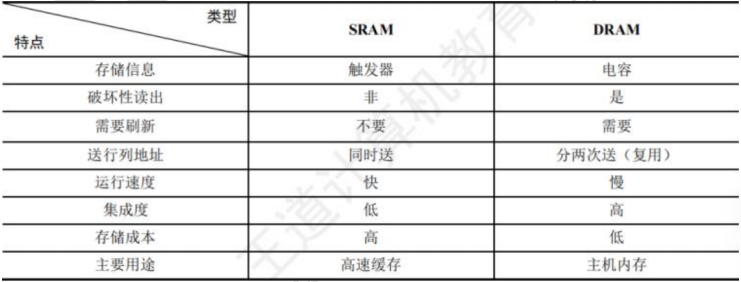 类型
特点 SRAM DRAM
存储信息 触发器 电容
破坏性读出 非 是
需要刷新 不要 需要
送行列地址 同时送 分两次送（复用）
运行速度 快 慢
集成度 低 高
存储成本 高 低
主要用途 高速缓存 主机内存
王道计算机教育